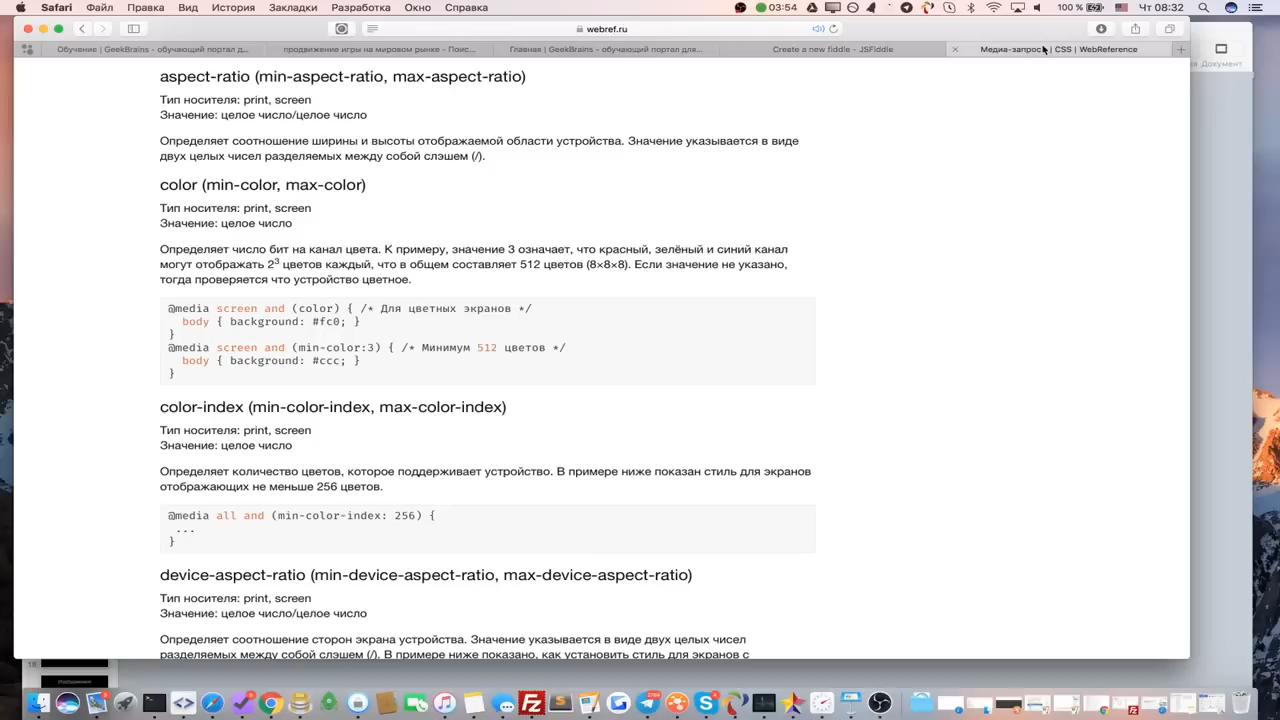 Safari Файл Правка Вид История Закладки Разработка Окно Справка 03:54 100 % Чт 08:32
webref.ru
Обучение | GeekBrains - обучающий портал д... продвижение игры на мировом рынке - Поис... Главная | GeekBrains - обучающий портал для... Create a new fiddle - JSFiddle Медиа-запросы | CSS | WebReference
Документ
aspect-ratio (min-aspect-ratio, max-aspect-ratio)
Тип носителя: print, screen
Значение: целое число/целое число
Определяет соотношение ширины и высоты отображаемой области устройства. Значение указывается в виде
двух целых чисел разделяемых между собой слэшем (/).
color (min-color, max-color)
Тип носителя: print, screen
Значение: целое число
Определяет число бит на канал цвета. К примеру, значение 3 означает, что красный, зелёный и синий канал
могут отображать 2³ цветов каждый, что в общем составляет 512 цветов (8×8×8). Если значение не указано,
тогда проверяется что устройство цветное.
@media screen and (color) { /* Для цветных экранов */
body { background: #fc0; }
}
@media screen and (min-color:3) { /* Минимум 512 цветов */
body { background: #ccc; }
}
color-index (min-color-index, max-color-index)
Тип носителя: print, screen
Значение: целое число
Определяет количество цветов, которое поддерживает устройство. В примере ниже показан стиль для экранов
отображающих не меньше 256 цветов.
@media all and (min-color-index: 256) {
...
}
device-aspect-ratio (min-device-aspect-ratio, max-device-aspect-ratio)
Тип носителя: print, screen
Значение: целое число/целое число
Определяет соотношение сторон экрана устройства. Значение указывается в виде двух целых чисел
разделяемых между собой слэшем (/). В примере ниже показано, как установить стиль для экранов с
18